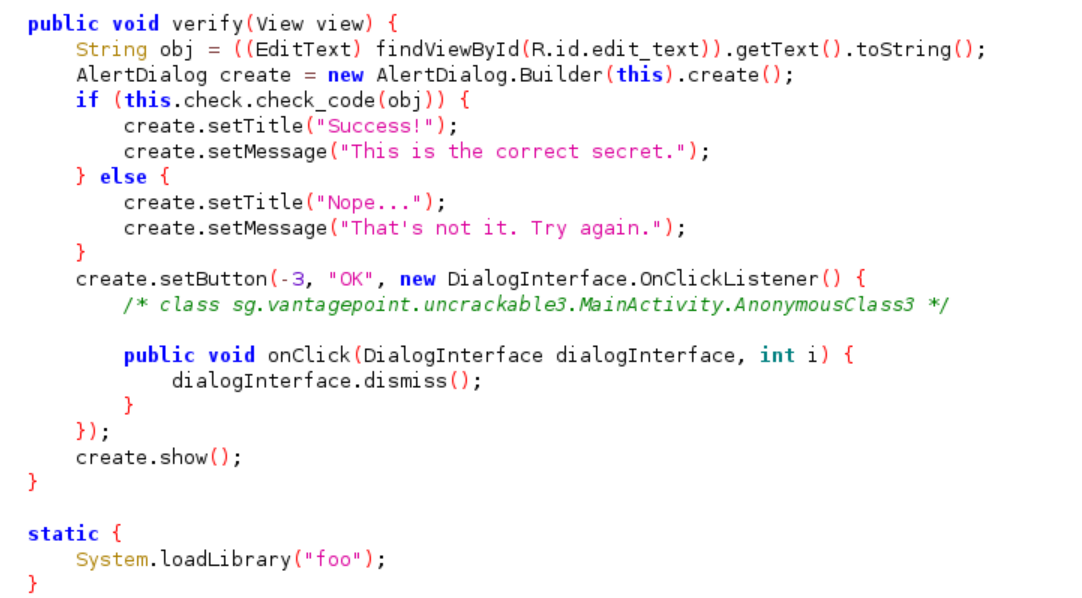 public void verify(View view) {
    String obj = ((EditText) findViewById(R.id.edit_text)).getText().toString();
    AlertDialog create = new AlertDialog.Builder(this).create();
    if (this.check.check_code(obj)) {
        create.setTitle("Success!");
        create.setMessage("This is the correct secret.");
    } else {
        create.setTitle("Nope...");
        create.setMessage("That's not it. Try again.");
    }
    create.setButton(-3, "OK", new DialogInterface.OnClickListener() {
        /* class sg.vantagepoint.uncrackable3.MainActivity.AnonymousClass3 */

        public void onClick(DialogInterface dialogInterface, int i) {
            dialogInterface.dismiss();
        }
    });
    create.show();
}

static {
    System.loadLibrary("foo");
}